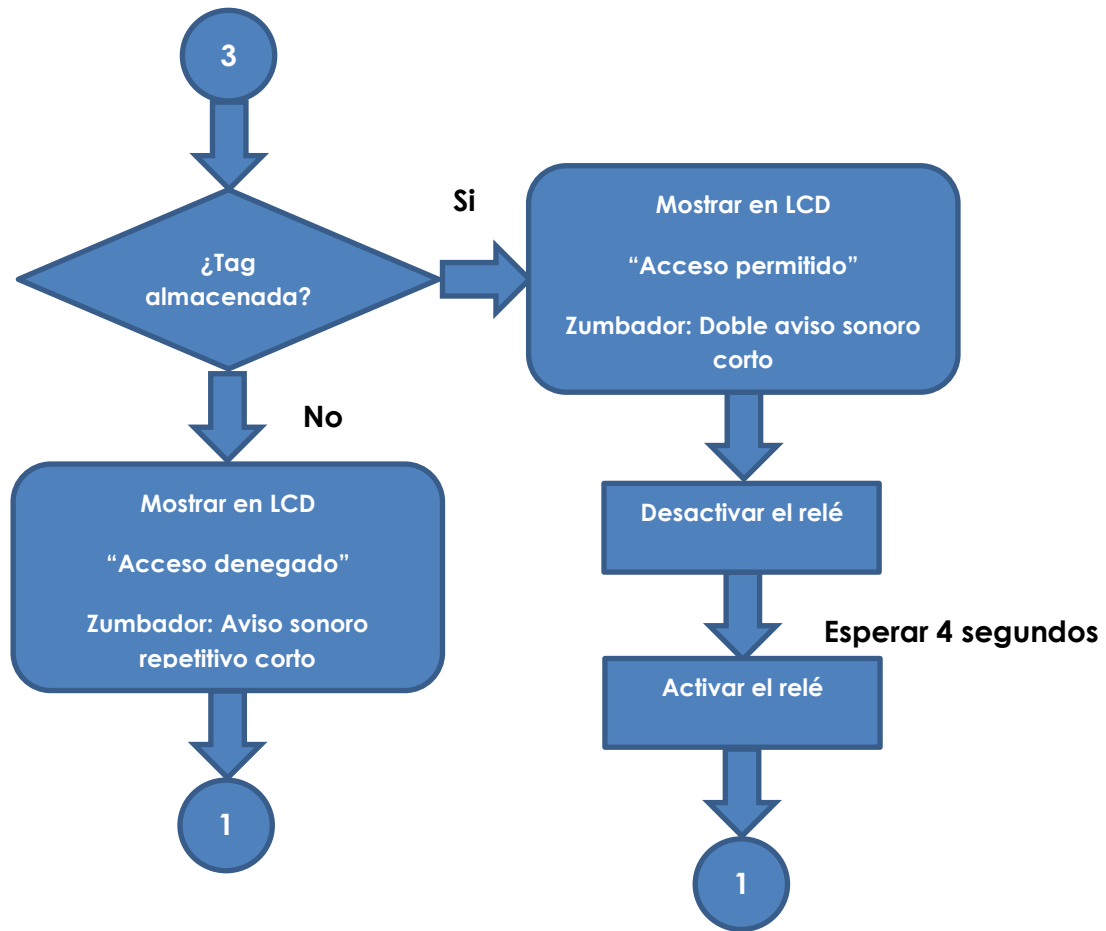 3
¿Tag
almacenada?
Si
Mostrar en LCD
“Acceso permitido”
Zumbador: Doble aviso sonoro
corto
No
Mostrar en LCD
“Acceso denegado”
Zumbador: Aviso sonoro
repetitivo corto
1
Desactivar el relé
Esperar 4 segundos
Activar el relé
1